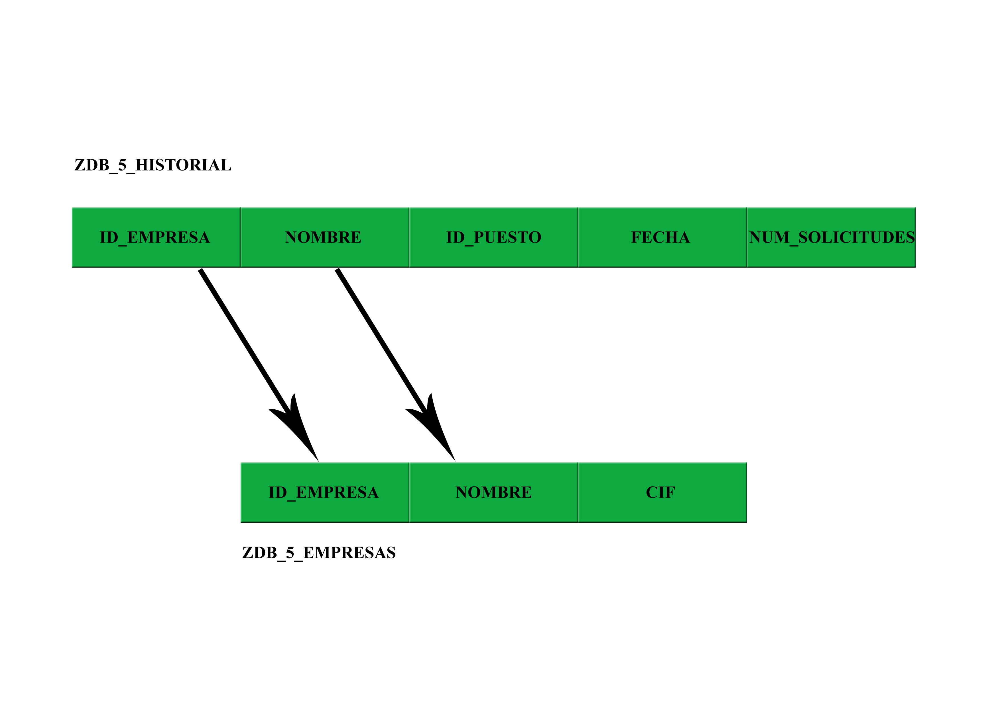 ZDB_5_HISTORIAL
ID_EMPRESA NOMBRE ID_PUESTO FECHA NUM_SOLICITUDES
ID_EMPRESA NOMBRE CIF
ZDB_5_EMPRESAS